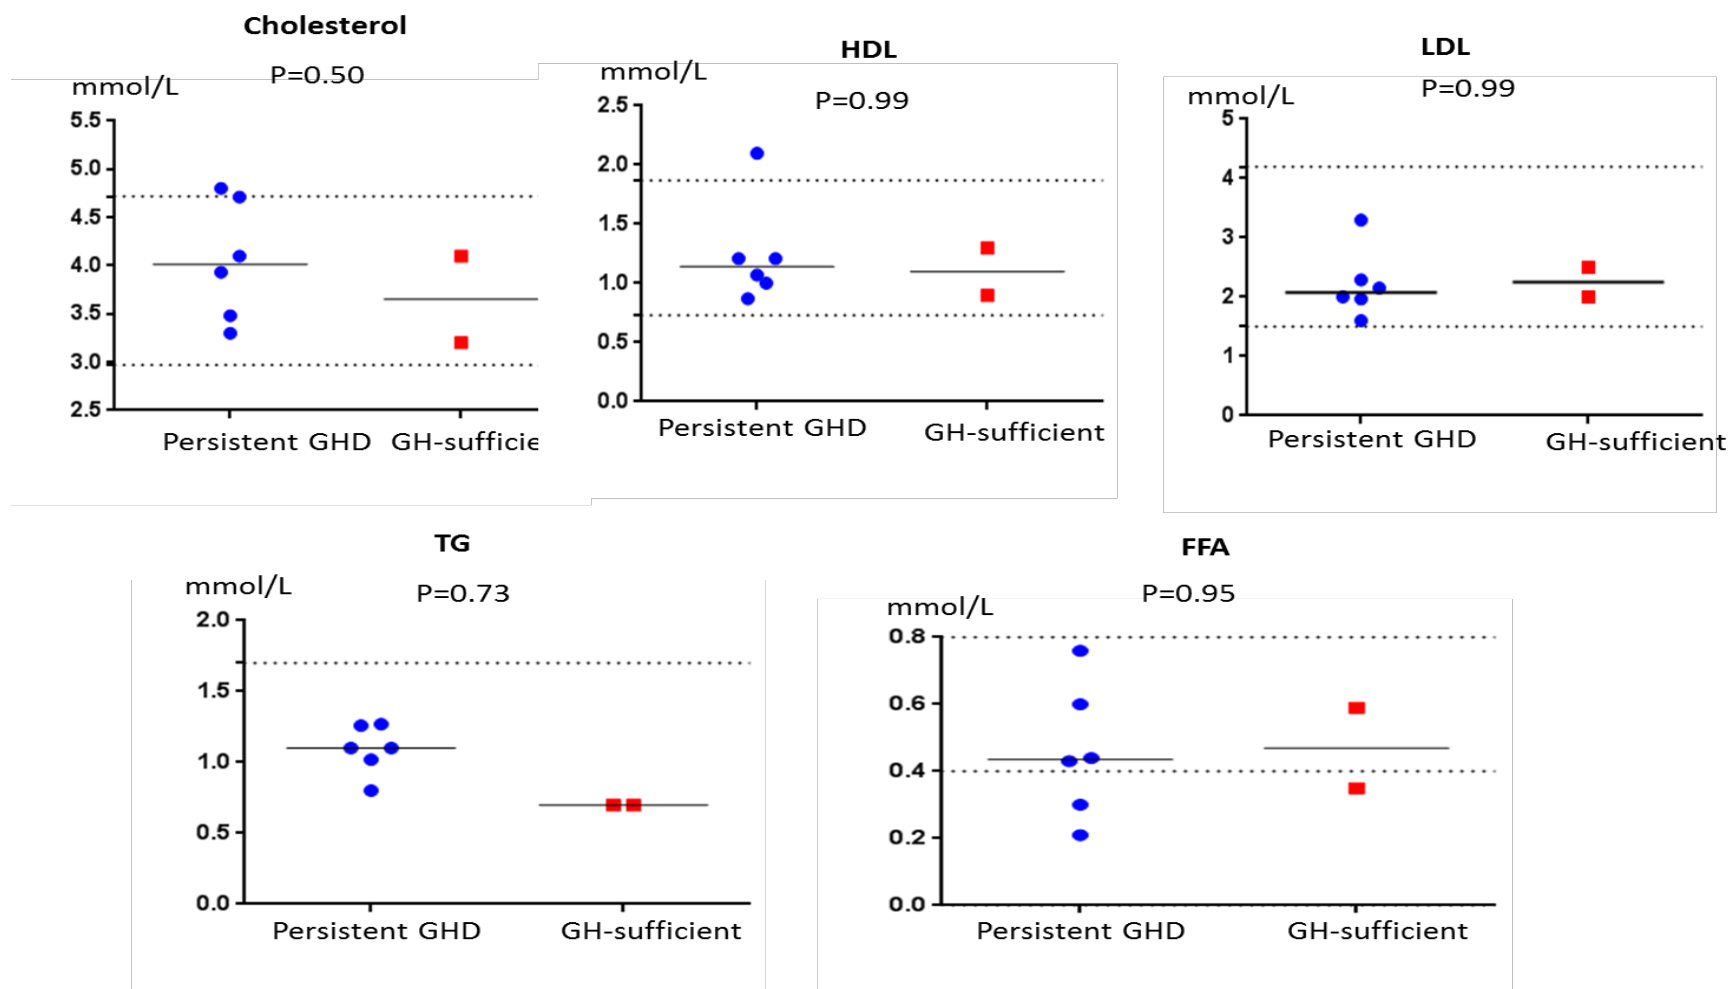 Cholesterol
P=0.50
mmol/L
5.5
5.0
4.5
4.0
3.5
3.0
2.5
Persistent GHD GH-sufficie
HDL
mmol/L
P=0.99
2.5
2.0
1.5
1.0
0.5
0.0
Persistent GHD GH-sufficient
LDL
P=0.99
mmol/L
5
4
3
2
1
0
Persistent GHD GH-sufficient
TG
mmol/L
P=0.73
2.0
1.5
1.0
0.5
0.0
Persistent GHD GH-sufficient
FFA
P=0.95
mmol/L
0.8
0.6
0.4
0.2
0.0
Persistent GHD GH-sufficient